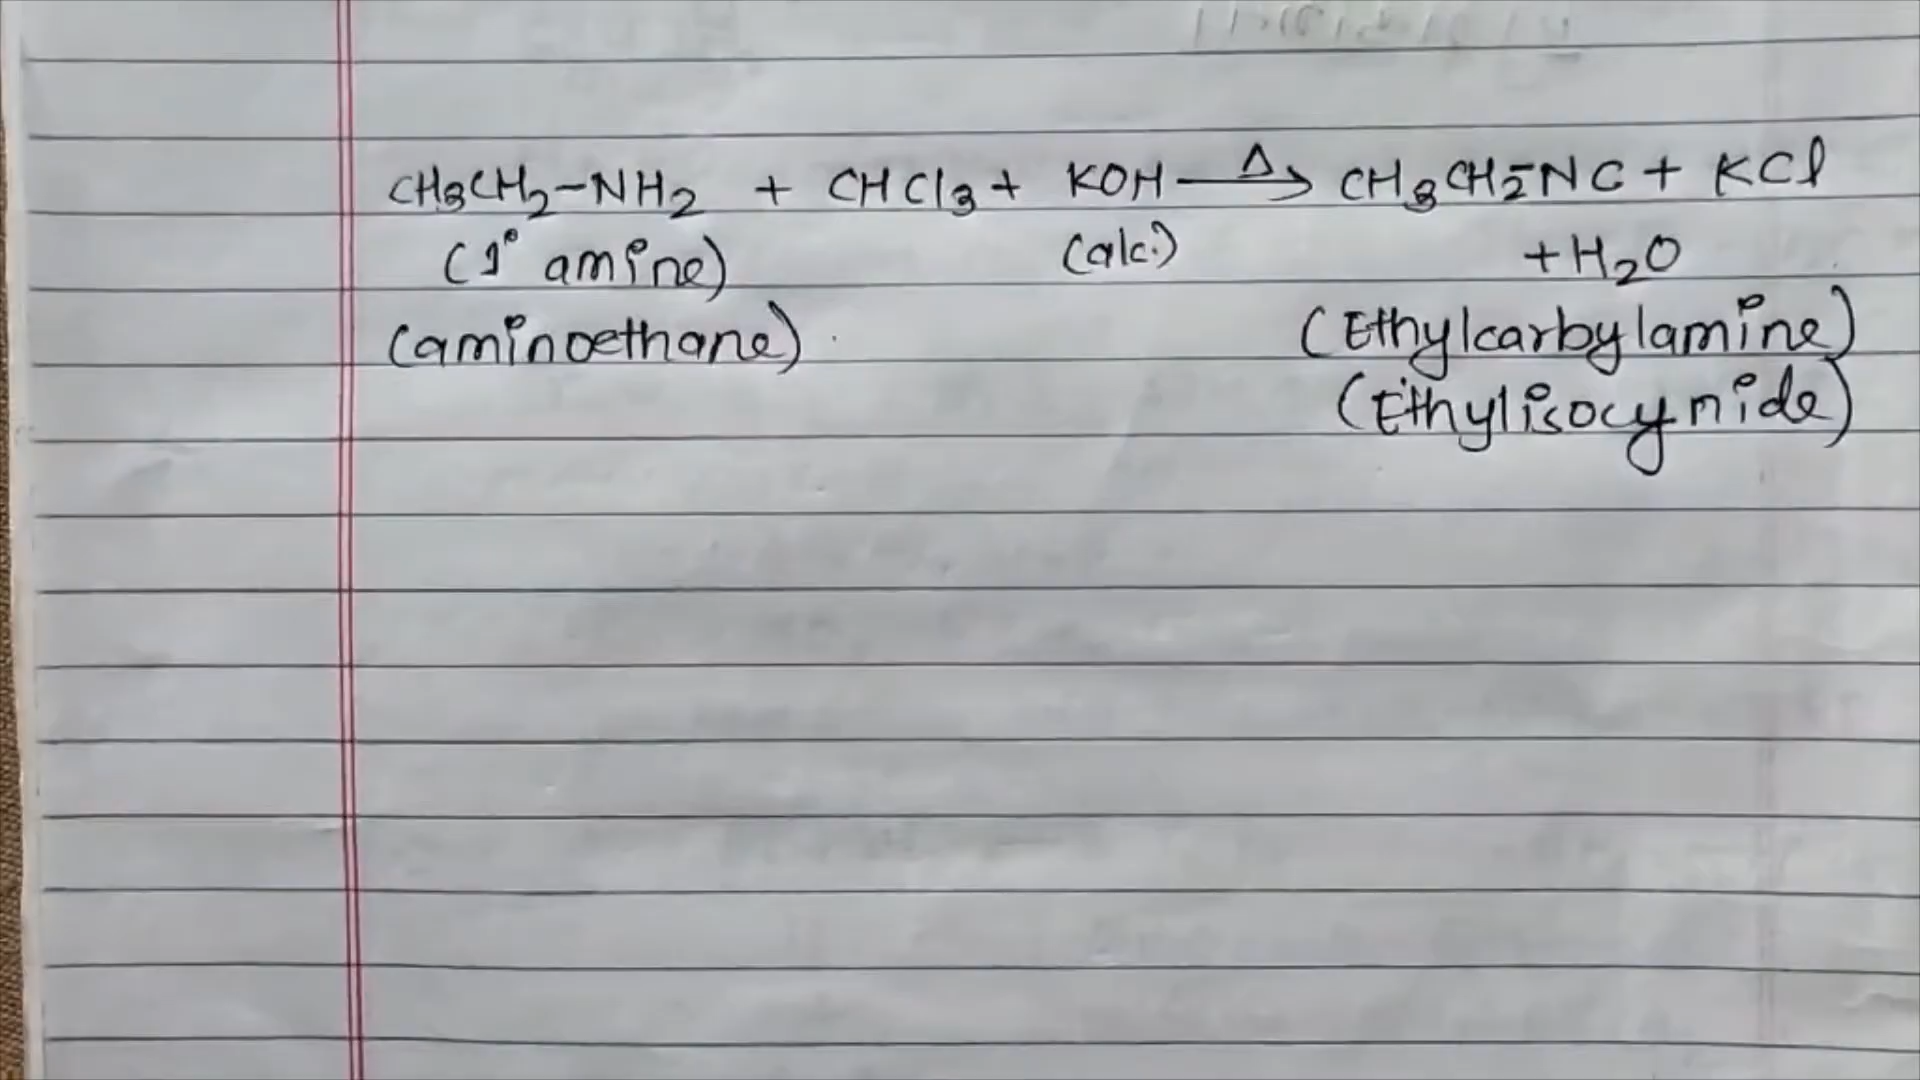 CH3CH2-NH2 + CHCl3 + KOH —Δ→ CH3CH2-NC + KCl
(1° amine) (alc.) + H2O
(aminoethane) (Ethylcarbylamine)
(Ethylisocynide)